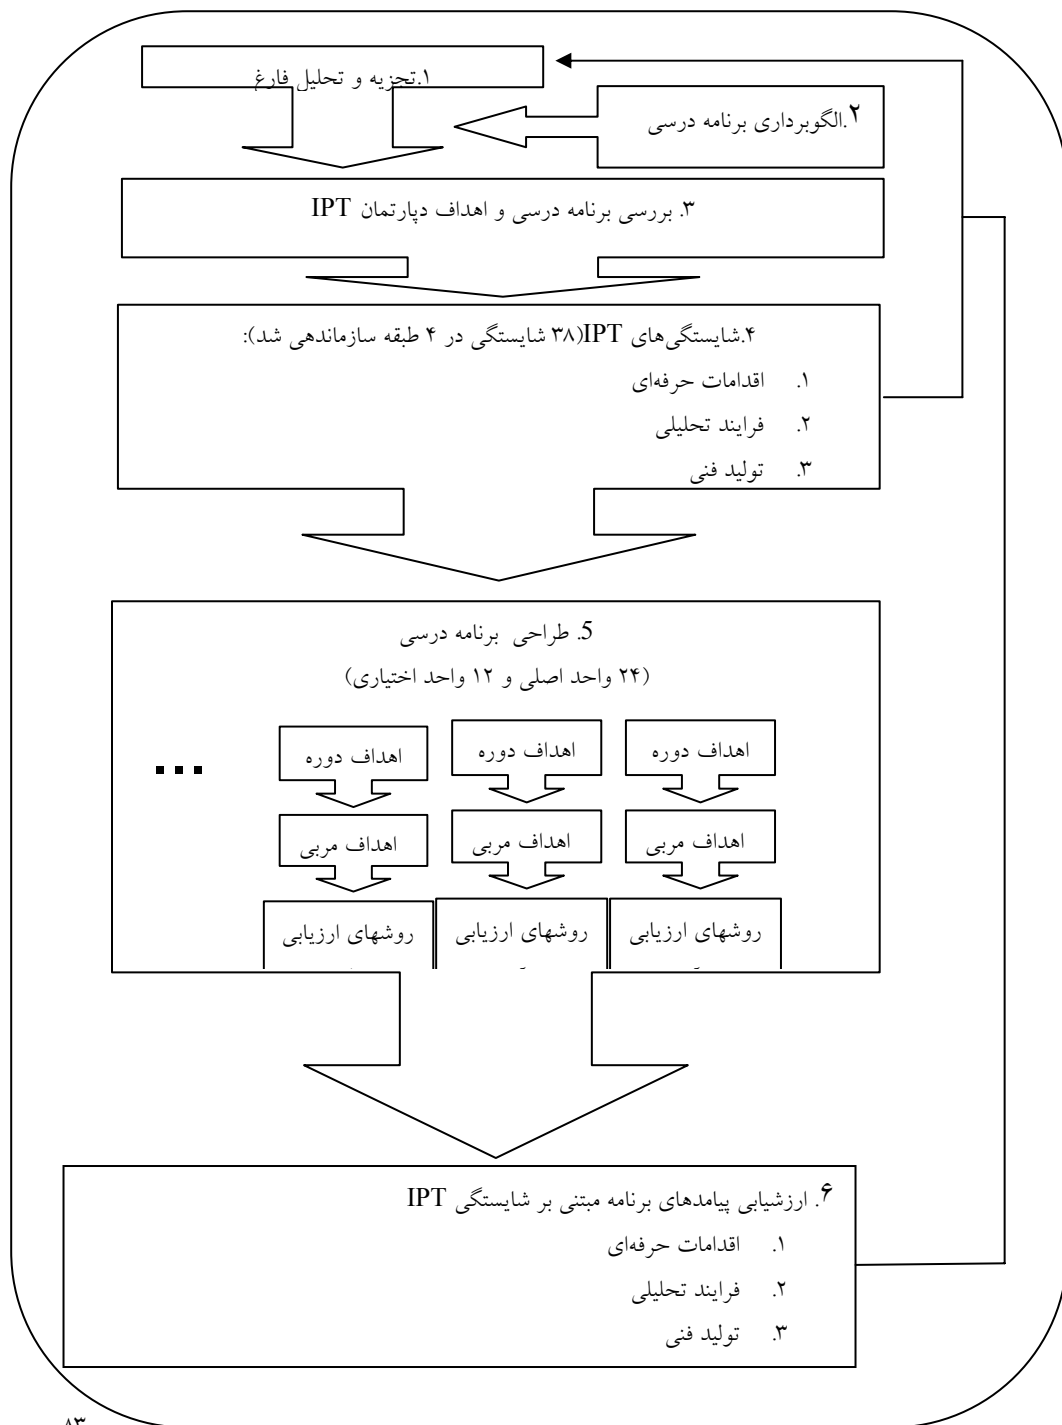 ۱.تجزیه و تحلیل فارغ
۲.الگوبرداری برنامه درسی
۳. بررسی برنامه درسی و اهداف دپارتمان IPT
۴.شایستگی‌های IPT(۳۸ شایستگی در ۴ طبقه سازماندهی شد):
۱. اقدامات حرفه‌ای
۲. فرایند تحلیلی
۳. تولید فنی
5. طراحی برنامه درسی
(۲۴ واحد اصلی و ۱۲ واحد اختیاری)
اهداف دوره اهداف دوره اهداف دوره ...
اهداف مربی اهداف مربی اهداف مربی
روشهای ارزیابی روشهای ارزیابی روشهای ارزیابی
۶. ارزشیابی پیامدهای برنامه مبتنی بر شایستگی IPT
۱. اقدامات حرفه‌ای
۲. فرایند تحلیلی
۳. تولید فنی
۸۳